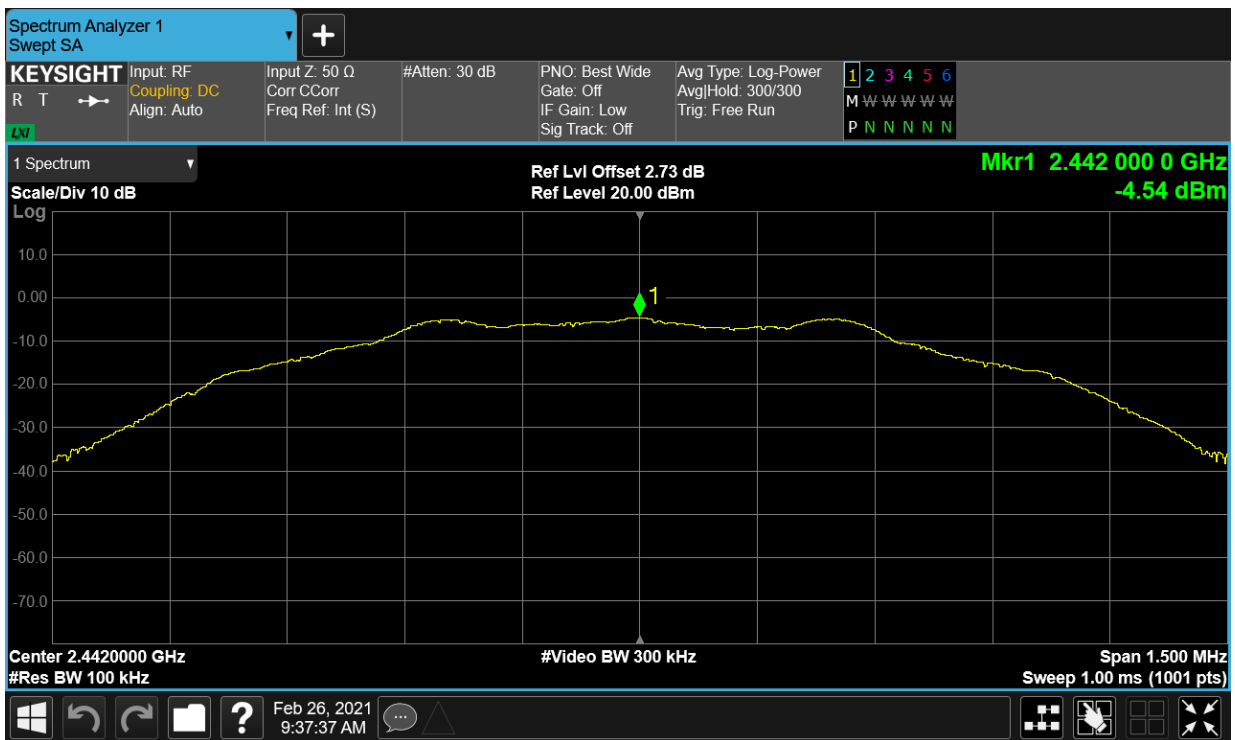 Spectrum Analyzer 1
Swept SA
KEYSIGHT
R T
LXI
Input: RF
Coupling: DC
Align: Auto
Input Z: 50 Ω
Corr CCorr
Freq Ref: Int (S)
#Atten: 30 dB
PNO: Best Wide
Gate: Off
IF Gain: Low
Sig Track: Off
Avg Type: Log-Power
Avg|Hold: 300/300
Trig: Free Run
1 2 3 4 5 6
M W W W W W
P N N N N N
1 Spectrum
Scale/Div 10 dB
Log
Ref Lvl Offset 2.73 dB
Ref Level 20.00 dBm
Mkr1 2.442 000 0 GHz
-4.54 dBm
10.0
0.00
1
-10.0
-20.0
-30.0
-40.0
-50.0
-60.0
-70.0
Center 2.4420000 GHz
#Res BW 100 kHz
#Video BW 300 kHz
Span 1.500 MHz
Sweep 1.00 ms (1001 pts)
?
Feb 26, 2021
9:37:37 AM